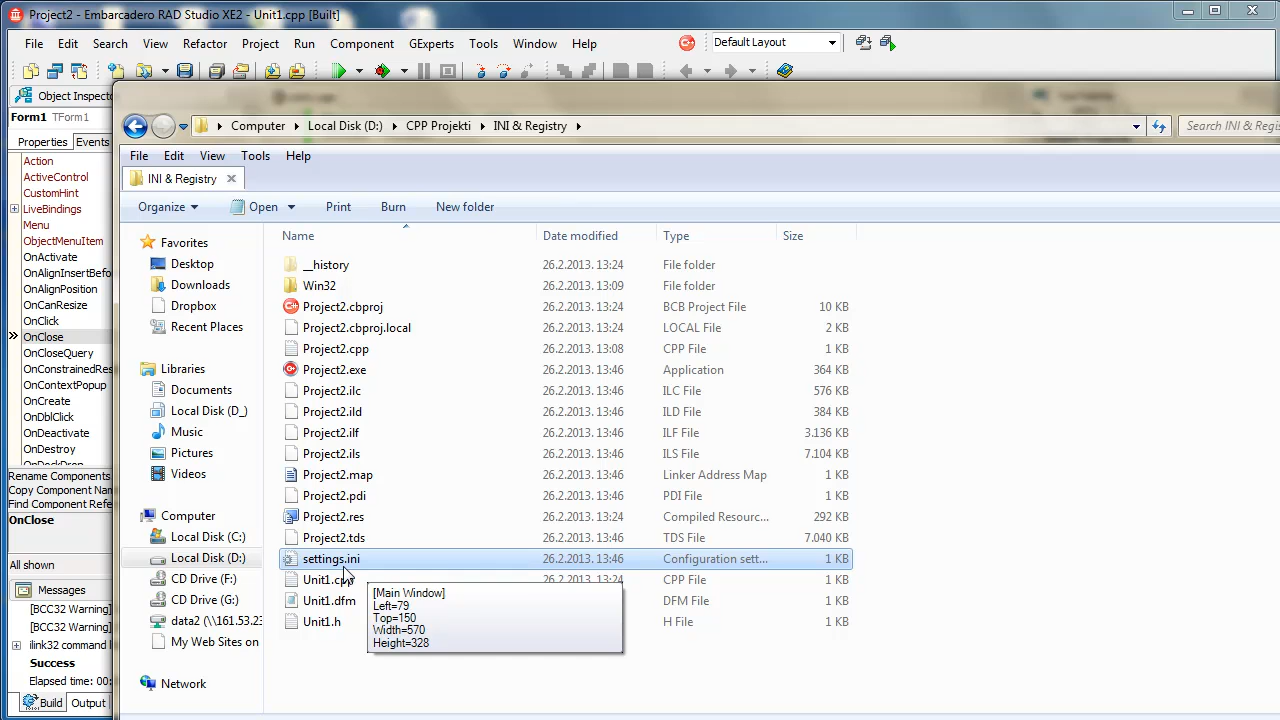 Project2 - Embarcadero RAD Studio XE2 - Unit1.cpp [Built]
File Edit Search View Refactor Project Run Component GExperts Tools Window Help
Default Layout
Object Inspecto
Form1 TForm1
Properties Events
Action
ActiveControl
CustomHint
LiveBindings
Menu
ObjectMenuItem
OnActivate
OnAlignInsertBefo
OnAlignPosition
OnCanResize
OnClick
OnClose
OnCloseQuery
OnConstrainedRes
OnContextPopup
OnCreate
OnDblClick
OnDeactivate
OnDestroy
Rename Components
Copy Component Nam
Find Component Refe
OnClose
All shown
Messages
[BCC32 Warning]
[BCC32 Warning]
ilink32 command l
Success
Elapsed time: 00:
Build Output
Computer Local Disk (D:) CPP Projekti INI & Registry
Search INI & Regi
File Edit View Tools Help
INI & Registry
Organize Open Print Burn New folder
Favorites
Desktop
Downloads
Dropbox
Recent Places
Libraries
Documents
Local Disk (D_)
Music
Pictures
Videos
Computer
Local Disk (C:)
Local Disk (D:)
CD Drive (F:)
CD Drive (G:)
data2 (\\161.53.23
My Web Sites on
Network
Name Date modified Type Size
__history 26.2.2013. 13:24 File folder
Win32 26.2.2013. 13:09 File folder
Project2.cbproj 26.2.2013. 13:24 BCB Project File 10 KB
Project2.cbproj.local 26.2.2013. 13:24 LOCAL File 2 KB
Project2.cpp 26.2.2013. 13:08 CPP File 1 KB
Project2.exe 26.2.2013. 13:46 Application 364 KB
Project2.ilc 26.2.2013. 13:46 ILC File 576 KB
Project2.ild 26.2.2013. 13:46 ILD File 384 KB
Project2.ilf 26.2.2013. 13:46 ILF File 3.136 KB
Project2.ils 26.2.2013. 13:46 ILS File 7.104 KB
Project2.map 26.2.2013. 13:46 Linker Address Map 1 KB
Project2.pdi 26.2.2013. 13:46 PDI File 1 KB
Project2.res 26.2.2013. 13:24 Compiled Resourc... 292 KB
Project2.tds 26.2.2013. 13:46 TDS File 7.040 KB
settings.ini 26.2.2013. 13:46 Configuration sett... 1 KB
Unit1.cpp 26.2.2013. 13:24 CPP File 1 KB
Unit1.dfm DFM File 1 KB
Unit1.h H File 1 KB
[Main Window]
Left=79
Top=150
Width=570
Height=328